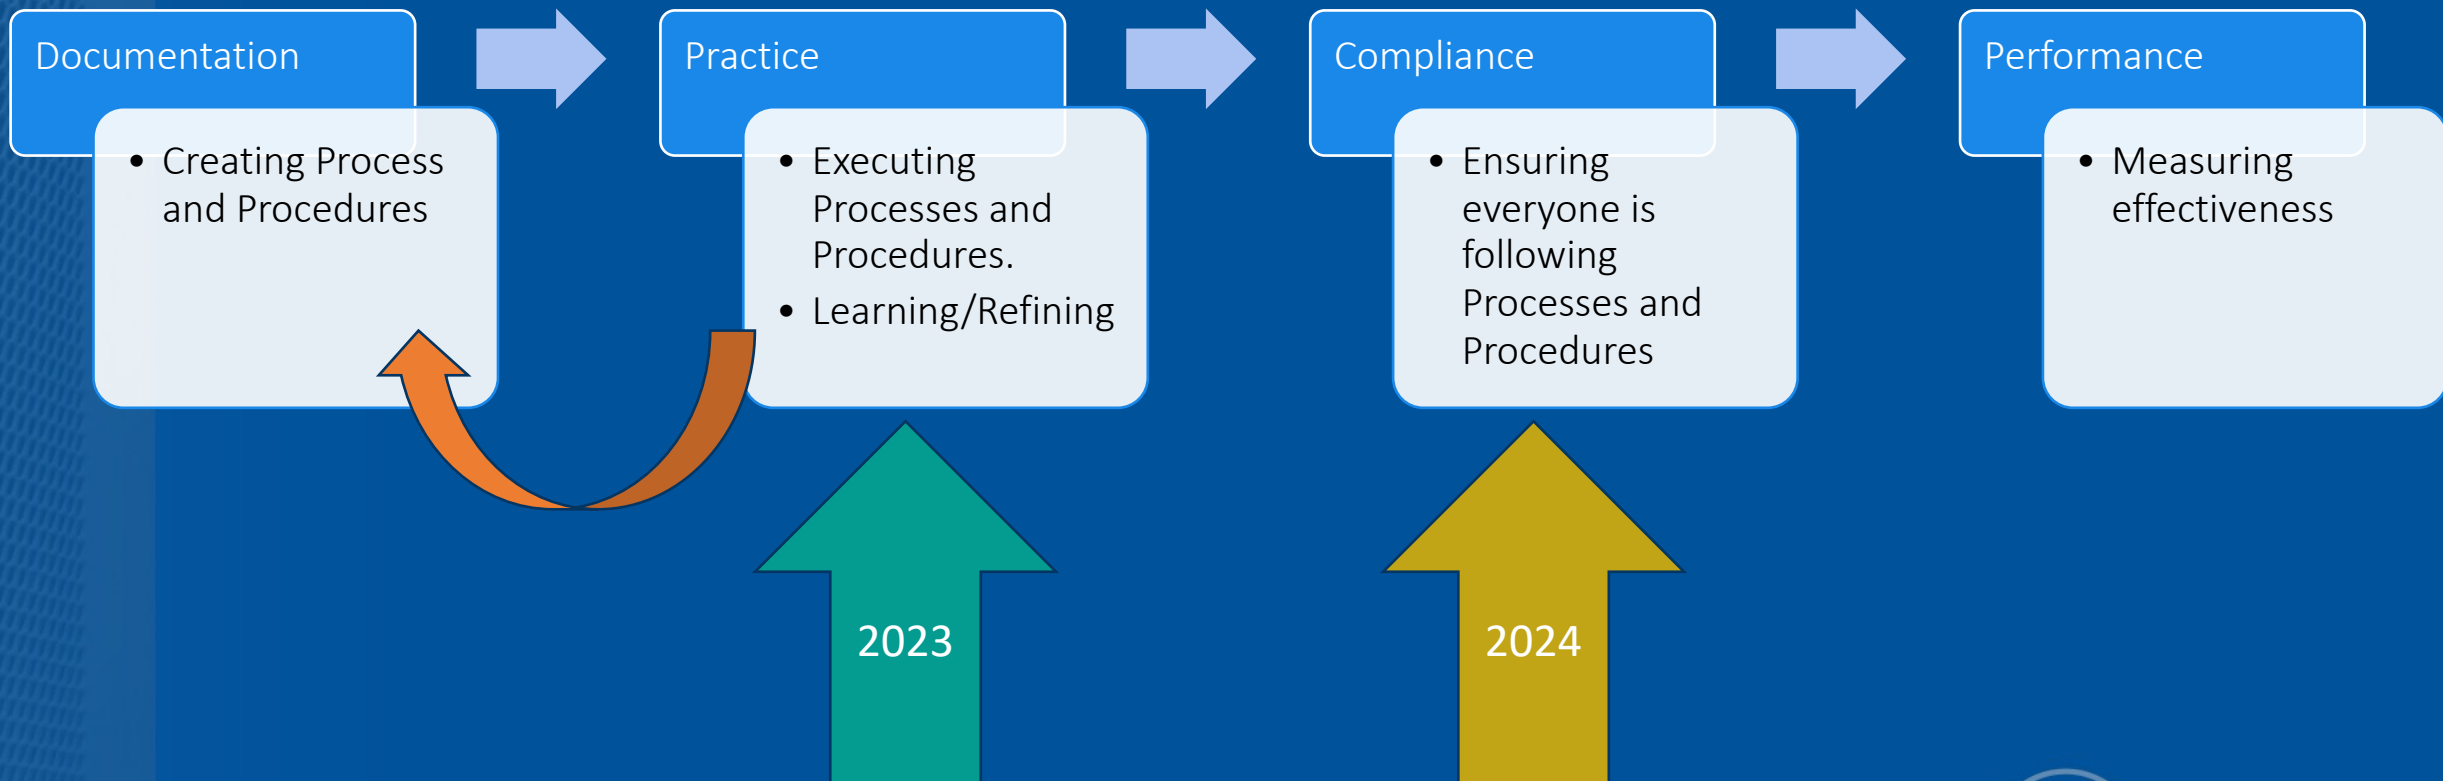 Documentation
• Creating Process
and Procedures
Practice
• Executing
Processes and
Procedures.
• Learning/Refining
Compliance
• Ensuring
everyone is
following
Processes and
Procedures
Performance
• Measuring
effectiveness
2023
2024